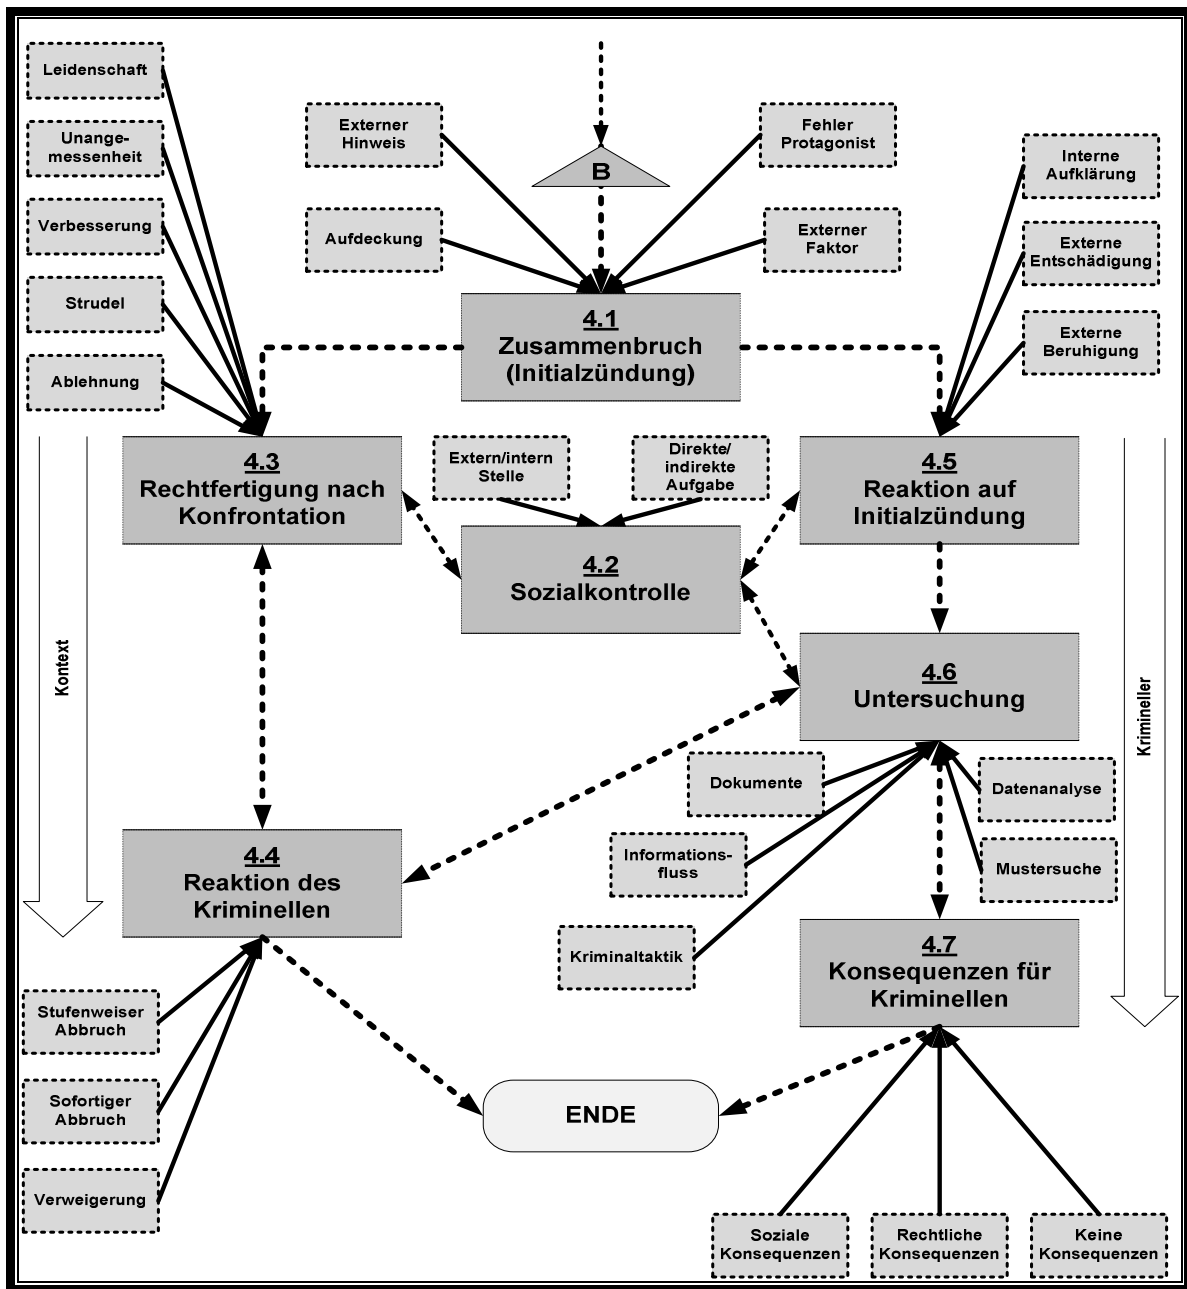 Leidenschaft
Unange-
messenheit
Verbesserung
Strudel
Ablehnung
Externer
Hinweis
Aufdeckung
B
Fehler
Protagonist
Externer
Faktor
Interne
Aufklärung
Externe
Entschädigung
Externe
Beruhigung
4.1
Zusammenbruch
(Initialzündung)
4.3
Rechtfertigung nach
Konfrontation
Extern/intern
Stelle
Direkte/
indirekte
Aufgabe
4.5
Reaktion auf
Initialzündung
4.2
Sozialkontrolle
Kontext
4.6
Untersuchung
Krimineller
Dokumente
Datenanalyse
Informations-
fluss
Mustersuche
Kriminaltaktik
4.4
Reaktion des
Kriminellen
4.7
Konsequenzen für
Kriminellen
Stufenweiser
Abbruch
Sofortiger
Abbruch
Verweigerung
ENDE
Soziale
Konsequenzen
Rechtliche
Konsequenzen
Keine
Konsequenzen